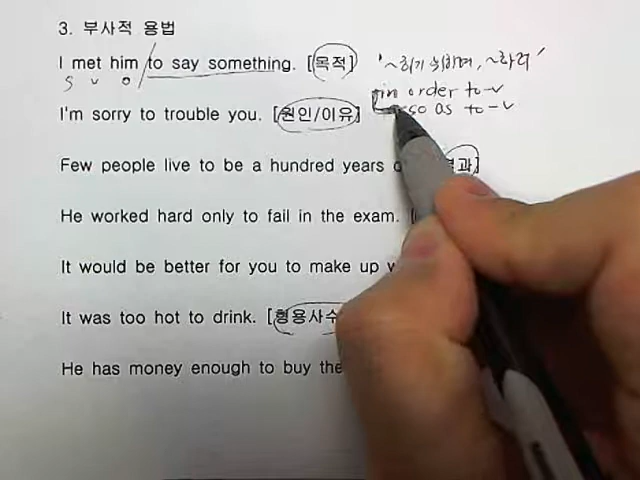 3. 부사적 용법
I met him / to say something. [목적] '~하기 위하여, ~하러'
S V O
in order to-v
so as to-v
I'm sorry to trouble you. [원인/이유]
Few people live to be a hundred years 과]
He worked hard only to fail in the exam. [
It would be better for you to make up
It was too hot to drink. [형용사수
He has money enough to buy the